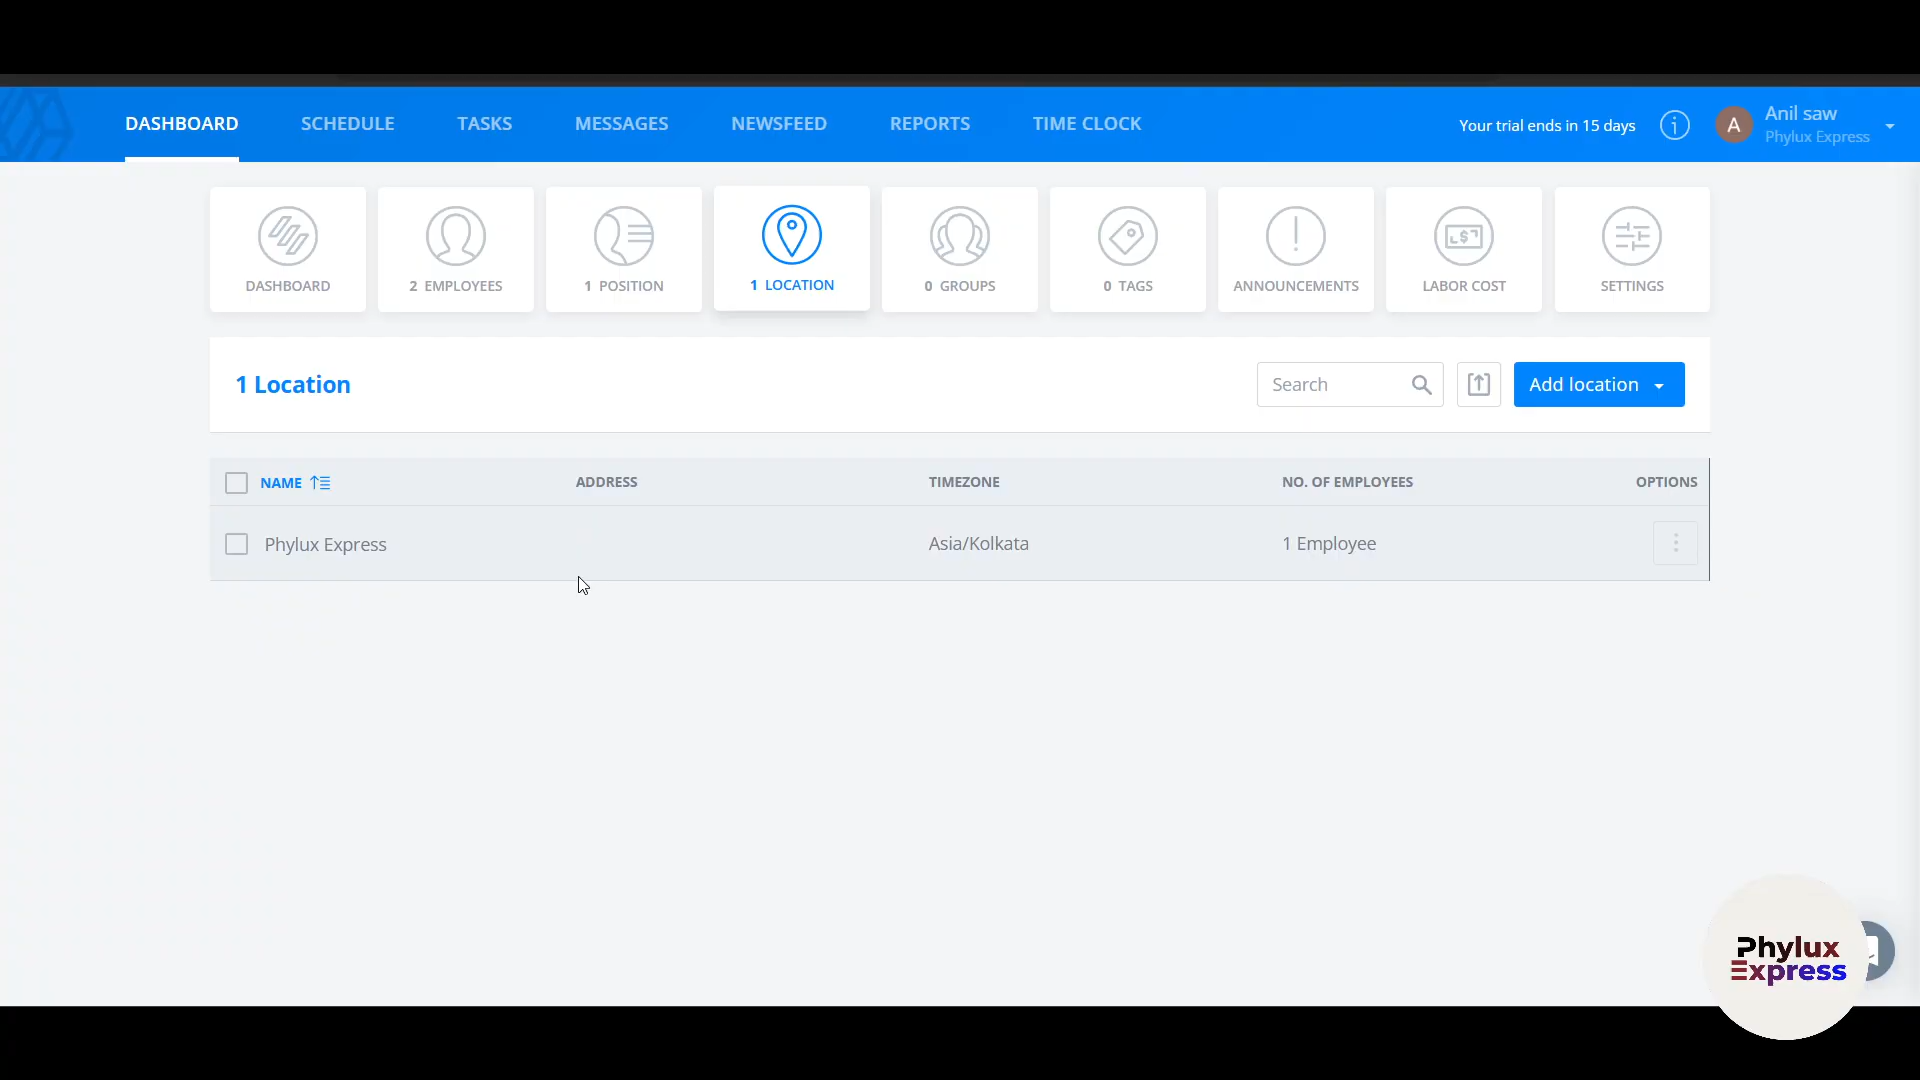 DASHBOARD SCHEDULE TASKS MESSAGES NEWSFEED REPORTS TIME CLOCK Your trial ends in 15 days A Anil saw
Phylux Express
DASHBOARD 2 EMPLOYEES 1 POSITION 1 LOCATION 0 GROUPS 0 TAGS ANNOUNCEMENTS LABOR COST SETTINGS
1 Location Search Add location
NAME ADDRESS TIMEZONE NO. OF EMPLOYEES OPTIONS
Phylux Express Asia/Kolkata 1 Employee
Phylux
Express